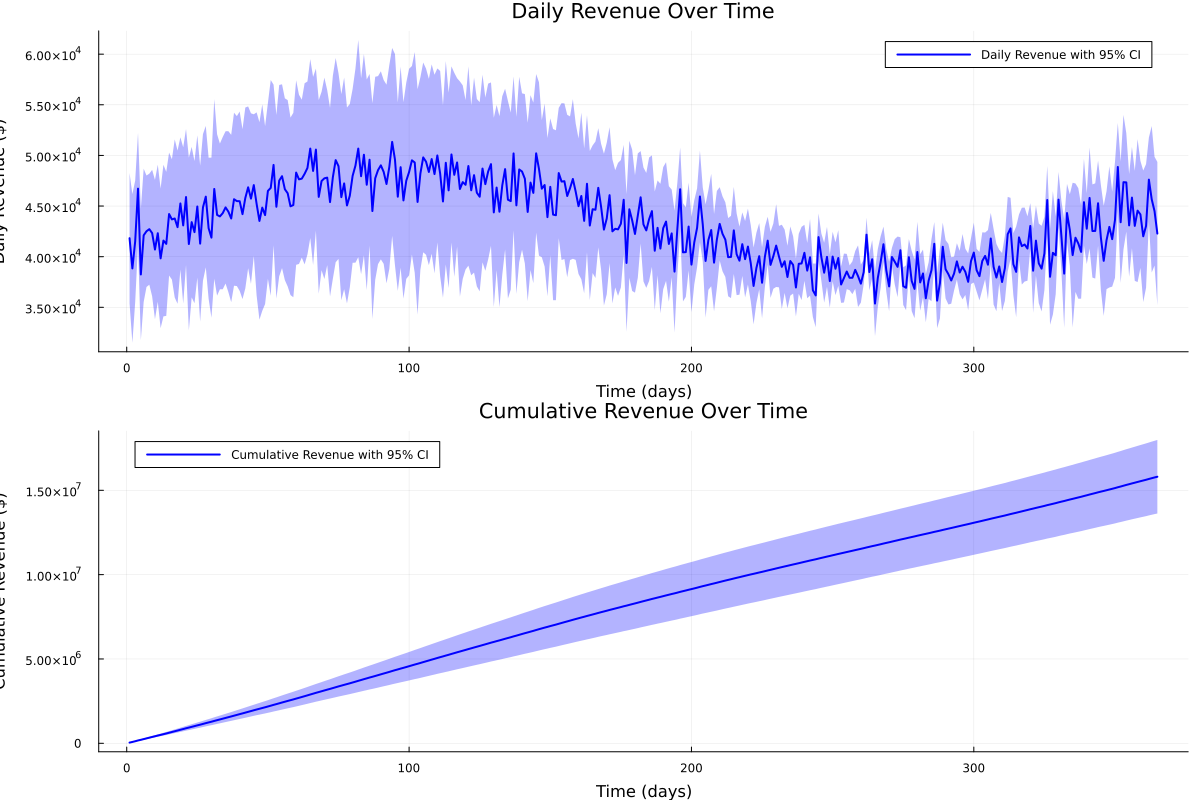 Daily Revenue Over Time
Daily Revenue ($)
6.00×10⁴
5.50×10⁴
5.00×10⁴
4.50×10⁴
4.00×10⁴
3.50×10⁴
Daily Revenue with 95% CI
0 100 200 300
Time (days)
Cumulative Revenue Over Time
Cumulative Revenue ($)
1.50×10⁷
1.00×10⁷
5.00×10⁶
0
Cumulative Revenue with 95% CI
0 100 200 300
Time (days)